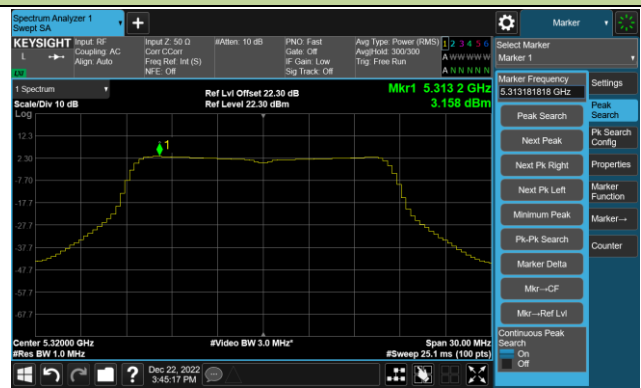 Spectrum Analyzer 1
Swept SA
+
Marker
KEYSIGHT
L
LXI
Input: RF
Coupling: AC
Align: Auto
Input Z: 50 Ω
Corr CCorr
Freq Ref: Int (S)
NFE: Off
#Atten: 10 dB
PNO: Fast
Gate: Off
IF Gain: Low
Sig Track: Off
Avg Type: Power (RMS)
Avg|Hold: 300/300
Trig: Free Run
1 2 3 4 5 6
A W W W W W
A N N N N N
Select Marker
Marker 1
1 Spectrum
Scale/Div 10 dB
Log
Ref Lvl Offset 22.30 dB
Ref Level 22.30 dBm
Mkr1 5.313 2 GHz
3.158 dBm
12.3
2.30
-7.70
-17.7
-27.7
-37.7
-47.7
-57.7
-67.7
1
Center 5.32000 GHz
#Res BW 1.0 MHz
#Video BW 3.0 MHz*
Span 30.00 MHz
#Sweep 25.1 ms (100 pts)
Marker Frequency
5.313181818 GHz
Peak Search
Next Peak
Next Pk Right
Next Pk Left
Minimum Peak
Pk-Pk Search
Marker Delta
Mkr→CF
Mkr→Ref Lvl
Continuous Peak
Search
On
Off
Settings
Peak
Search
Pk Search
Config
Properties
Marker
Function
Marker→
Counter
?
Dec 22, 2022
3:45:17 PM